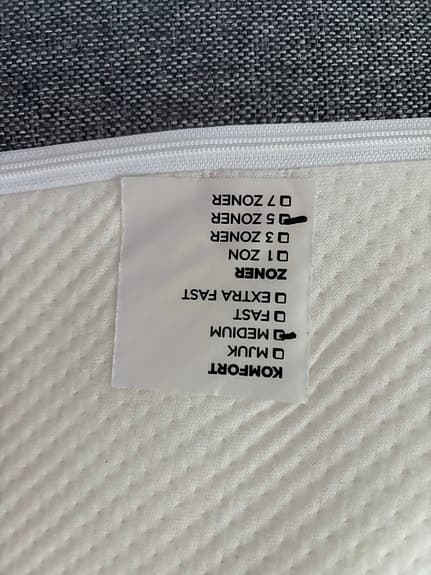 KOMFORT
☐ MJUK
☑ MEDIUM
☐ FAST
☐ EXTRA FAST
ZONER
☐ 1 ZON
☐ 3 ZONER
☑ 5 ZONER
☐ 7 ZONER